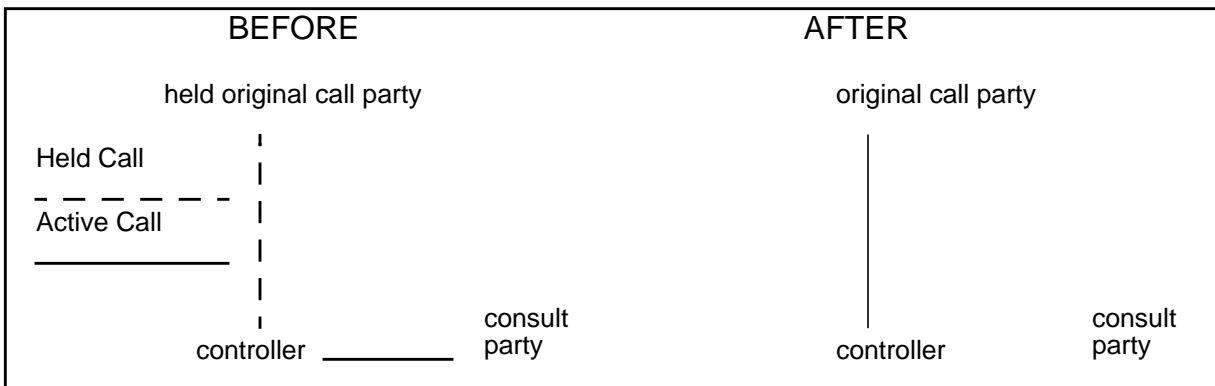 BEFORE
AFTER
held original call party
original call party
Held Call
Active Call
controller
consult
party
controller
consult
party